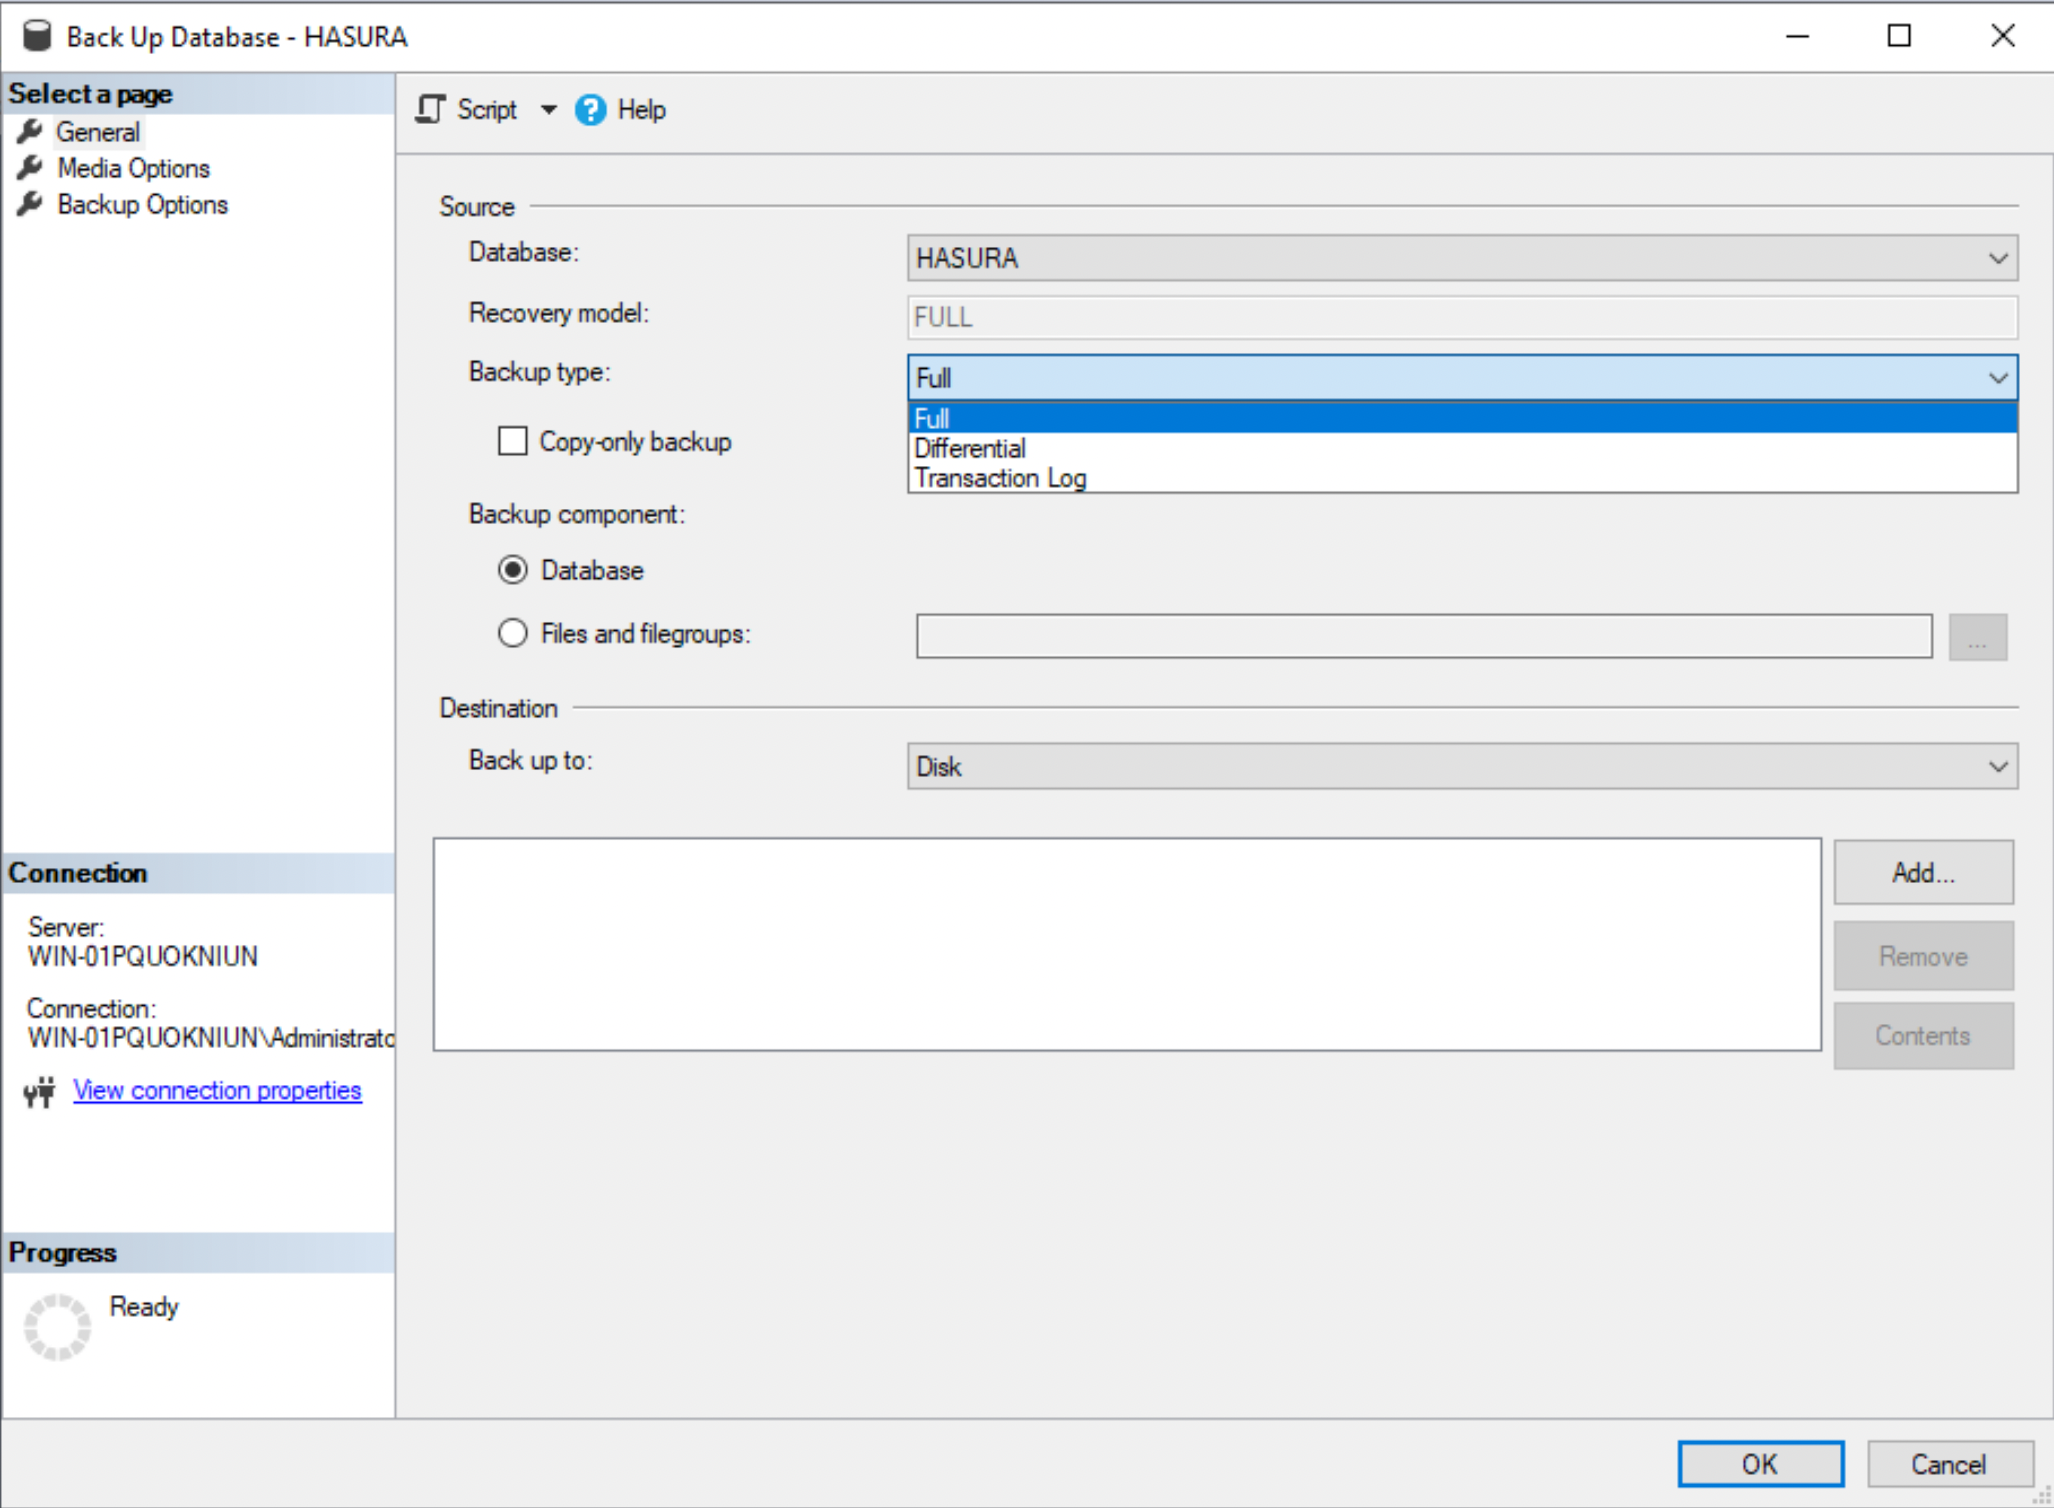 Back Up Database - HASURA
Select a page
General
Media Options
Backup Options
Script
Help
Source
Database:
HASURA
Recovery model:
FULL
Backup type:
Full
Full
Differential
Transaction Log
Copy-only backup
Backup component:
Database
Files and filegroups:
...
Destination
Back up to:
Disk
Add...
Remove
Contents
Connection
Server:
WIN-01PQUOKNIUN
Connection:
WIN-01PQUOKNIUN\Administrato
View connection properties
Progress
Ready
OK
Cancel